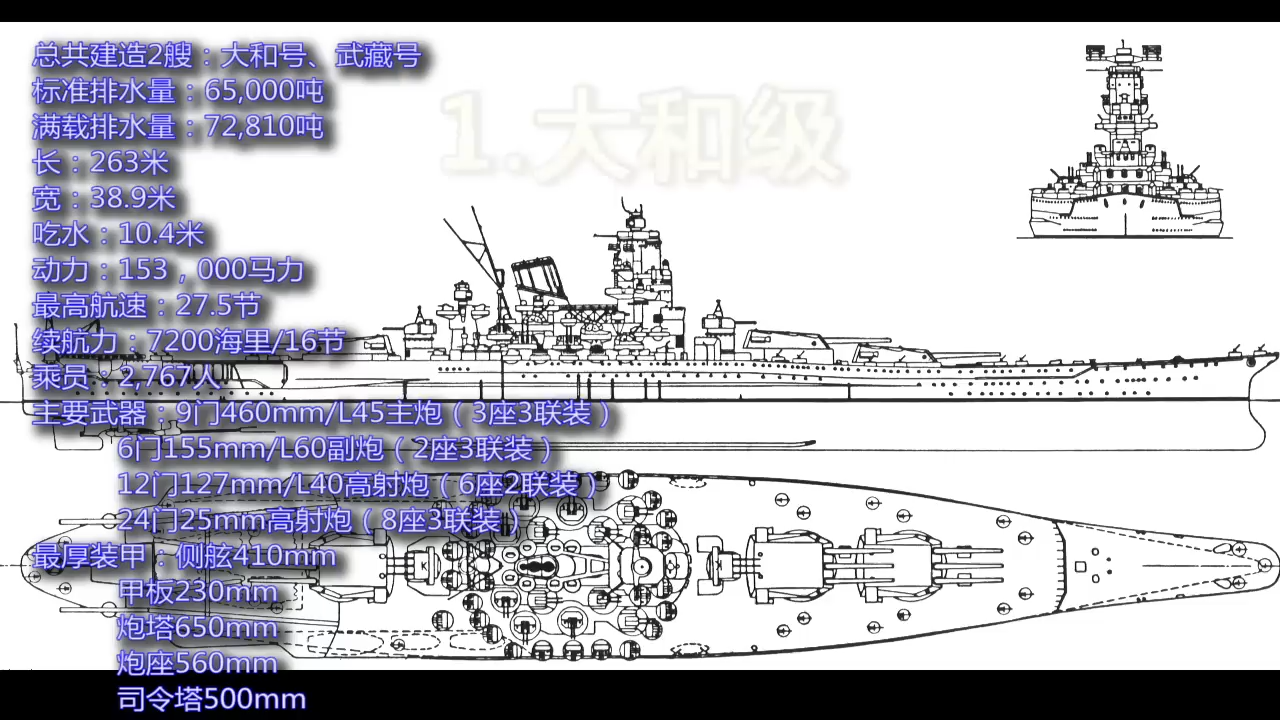 总共建造2艘：大和号、武藏号
标准排水量：65,000吨
满载排水量：72,810吨
长：263米
宽：38.9米
吃水：10.4米
动力：153，000马力
最高航速：27.5节
续航力：7200海里/16节
乘员：2,767人
主要武器：9门460mm/L45主炮（3座3联装）
6门155mm/L60副炮（2座3联装）
12门127mm/L40高射炮（6座2联装）
24门25mm高射炮（8座3联装）
最厚装甲：侧舷410mm
甲板230mm
炮塔650mm
炮座560mm
司令塔500mm
1.大和级